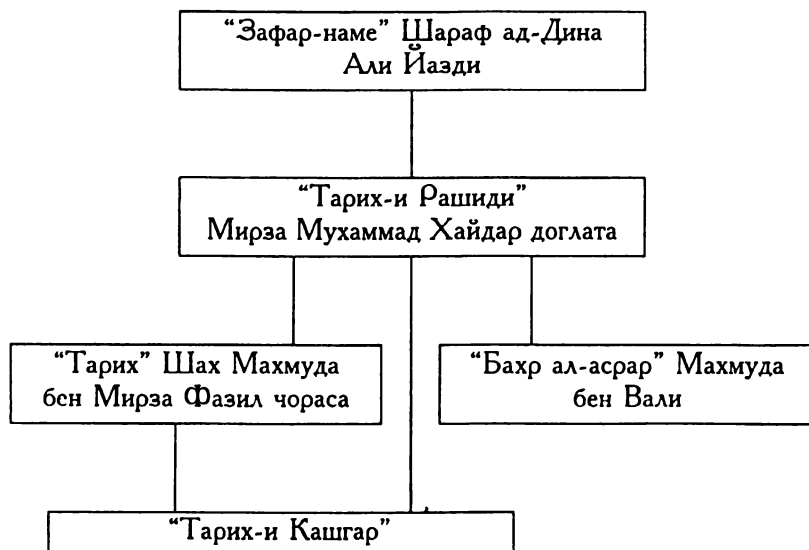 “Зафар-наме” Шараф ад-Дина
Али Йазди
“Тарих-и Рашиди”
Мирза Мухаммад Хайдар доглата
“Тарих” Шах Махмуда
бсн Мирза Фазил чораса
“Бахр ал-асрар” Махмуда
бен Вали
“Тарих-и Кашгар”